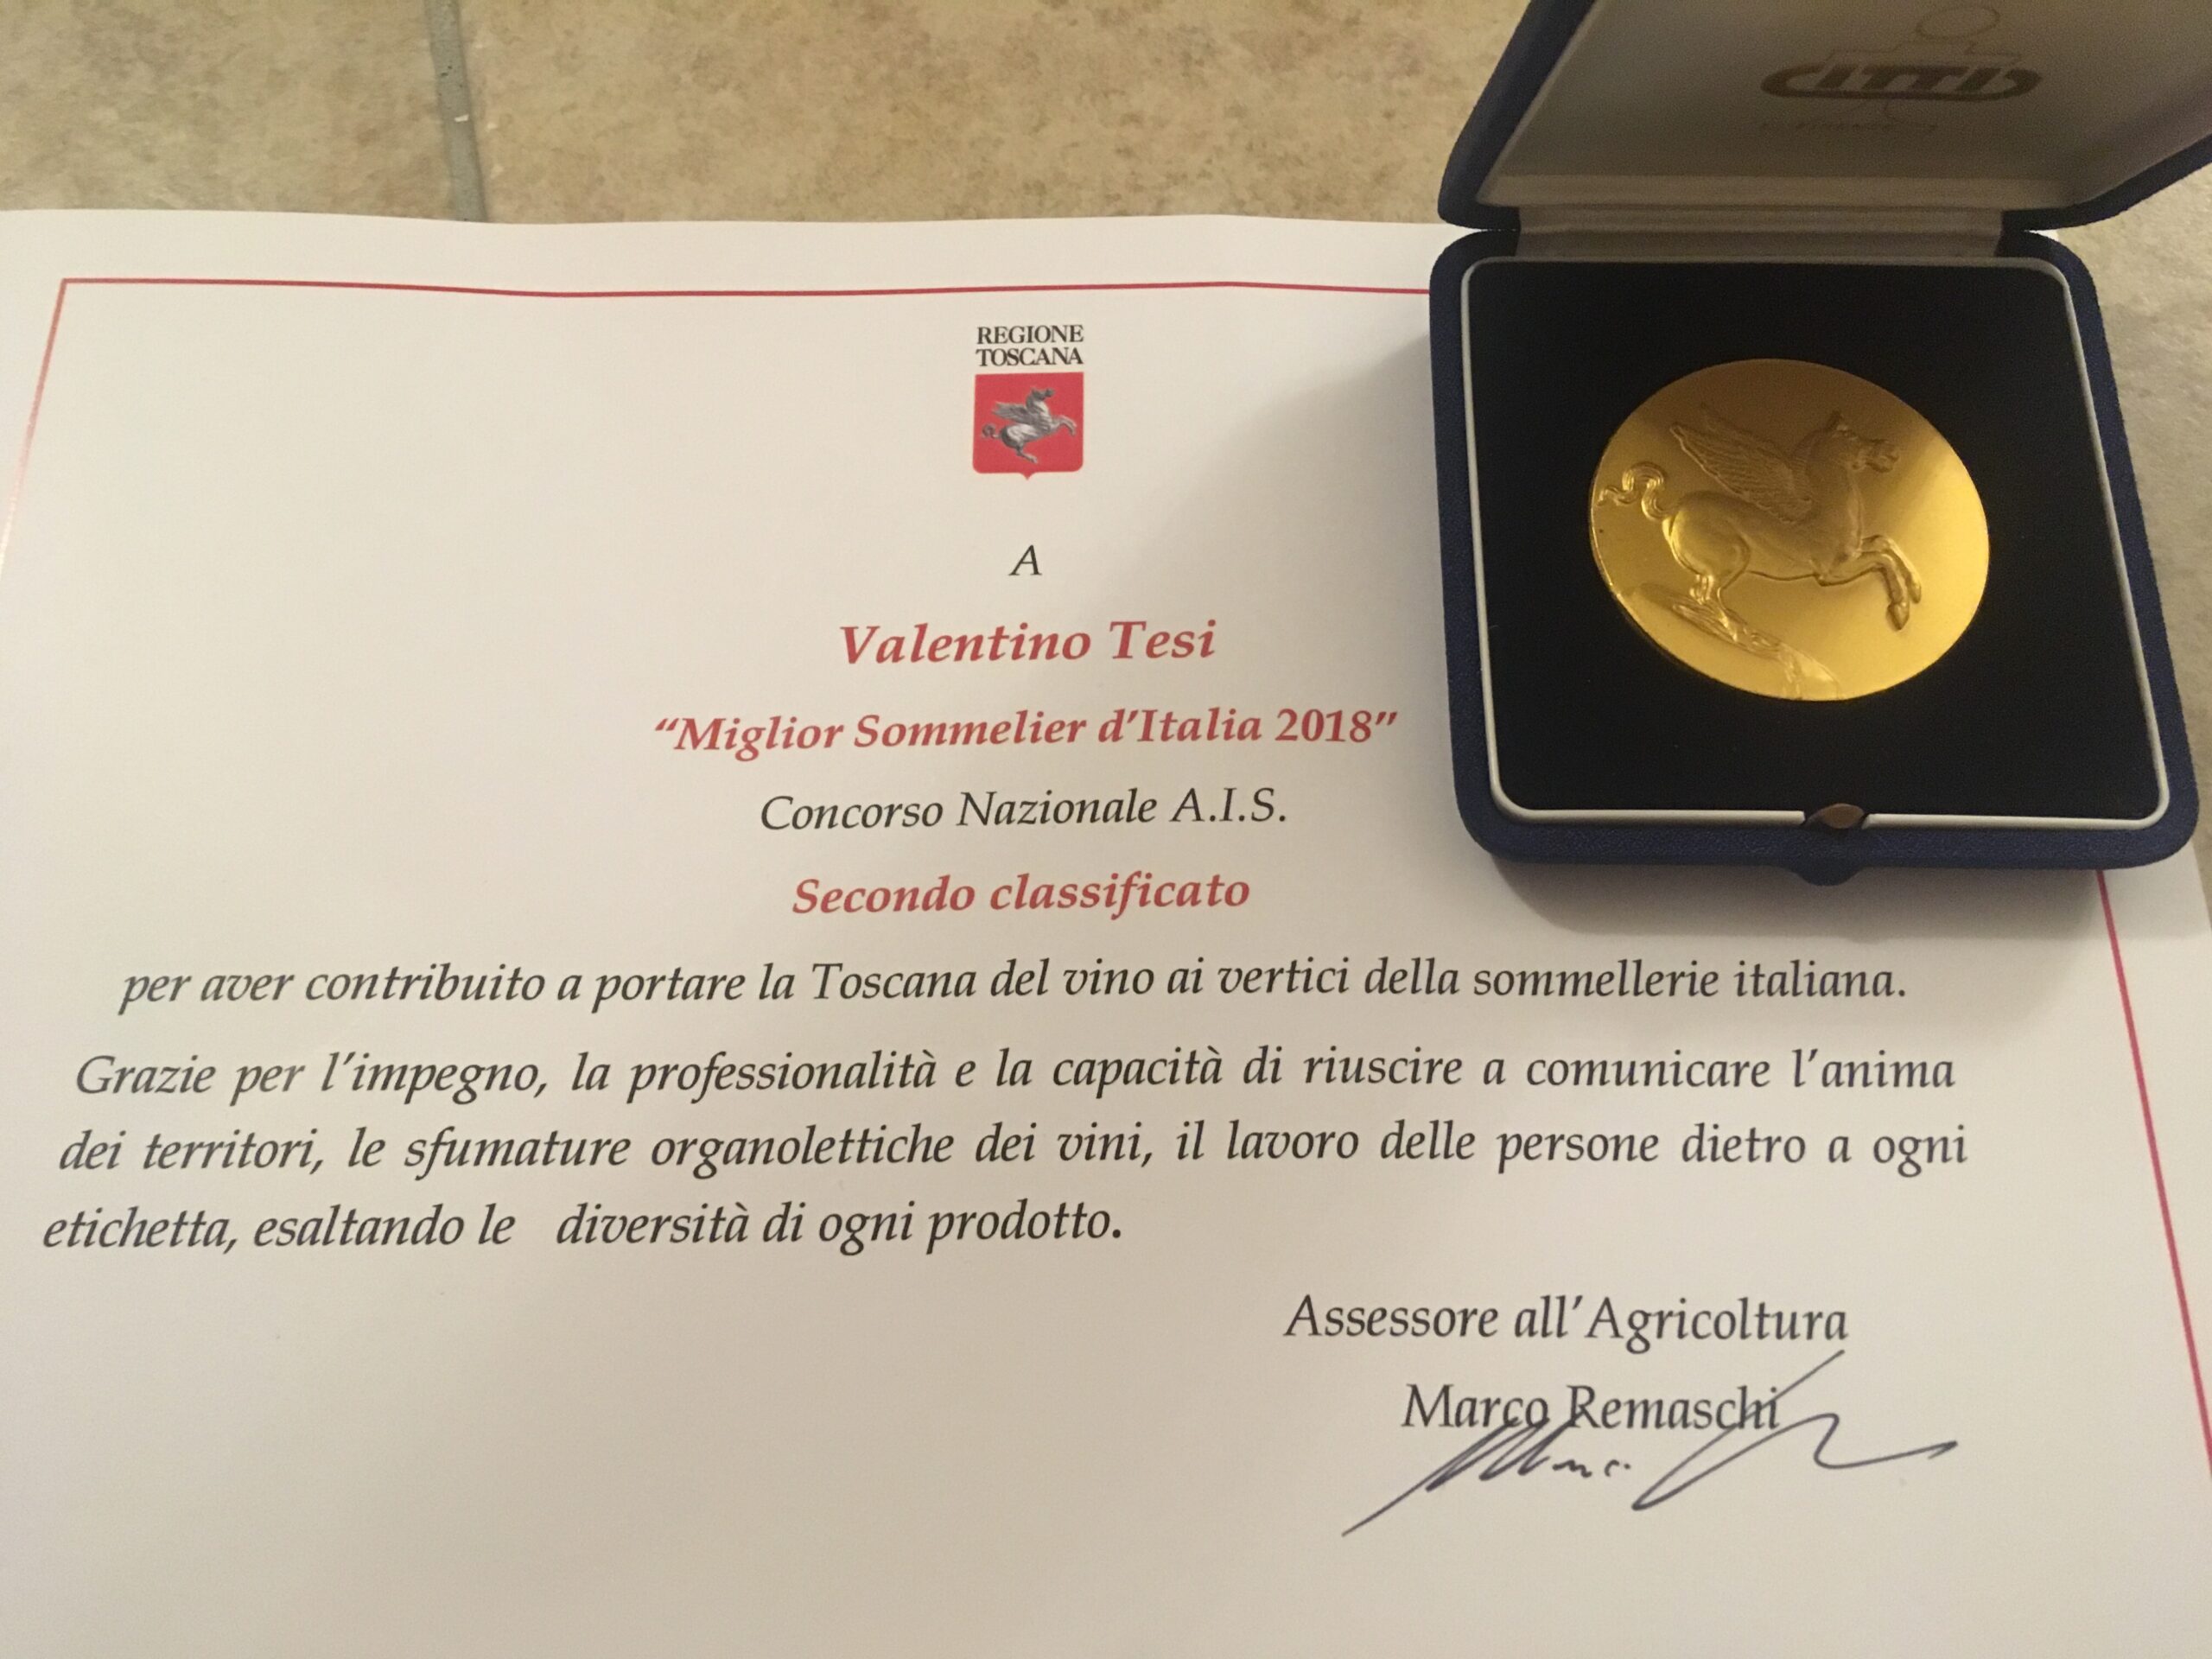 REGIONE
TOSCANA
A
Valentino Tesi
“Miglior Sommelier d’Italia 2018”
Concorso Nazionale A.I.S.
Secondo classificato
per aver contribuito a portare la Toscana del vino ai vertici della sommellerie italiana.
Grazie per l’impegno, la professionalità e la capacità di riuscire a comunicare l’anima
dei territori, le sfumature organolettiche dei vini, il lavoro delle persone dietro a ogni
etichetta, esaltando le diversità di ogni prodotto.
Assessore all’Agricoltura
Marco Remaschi